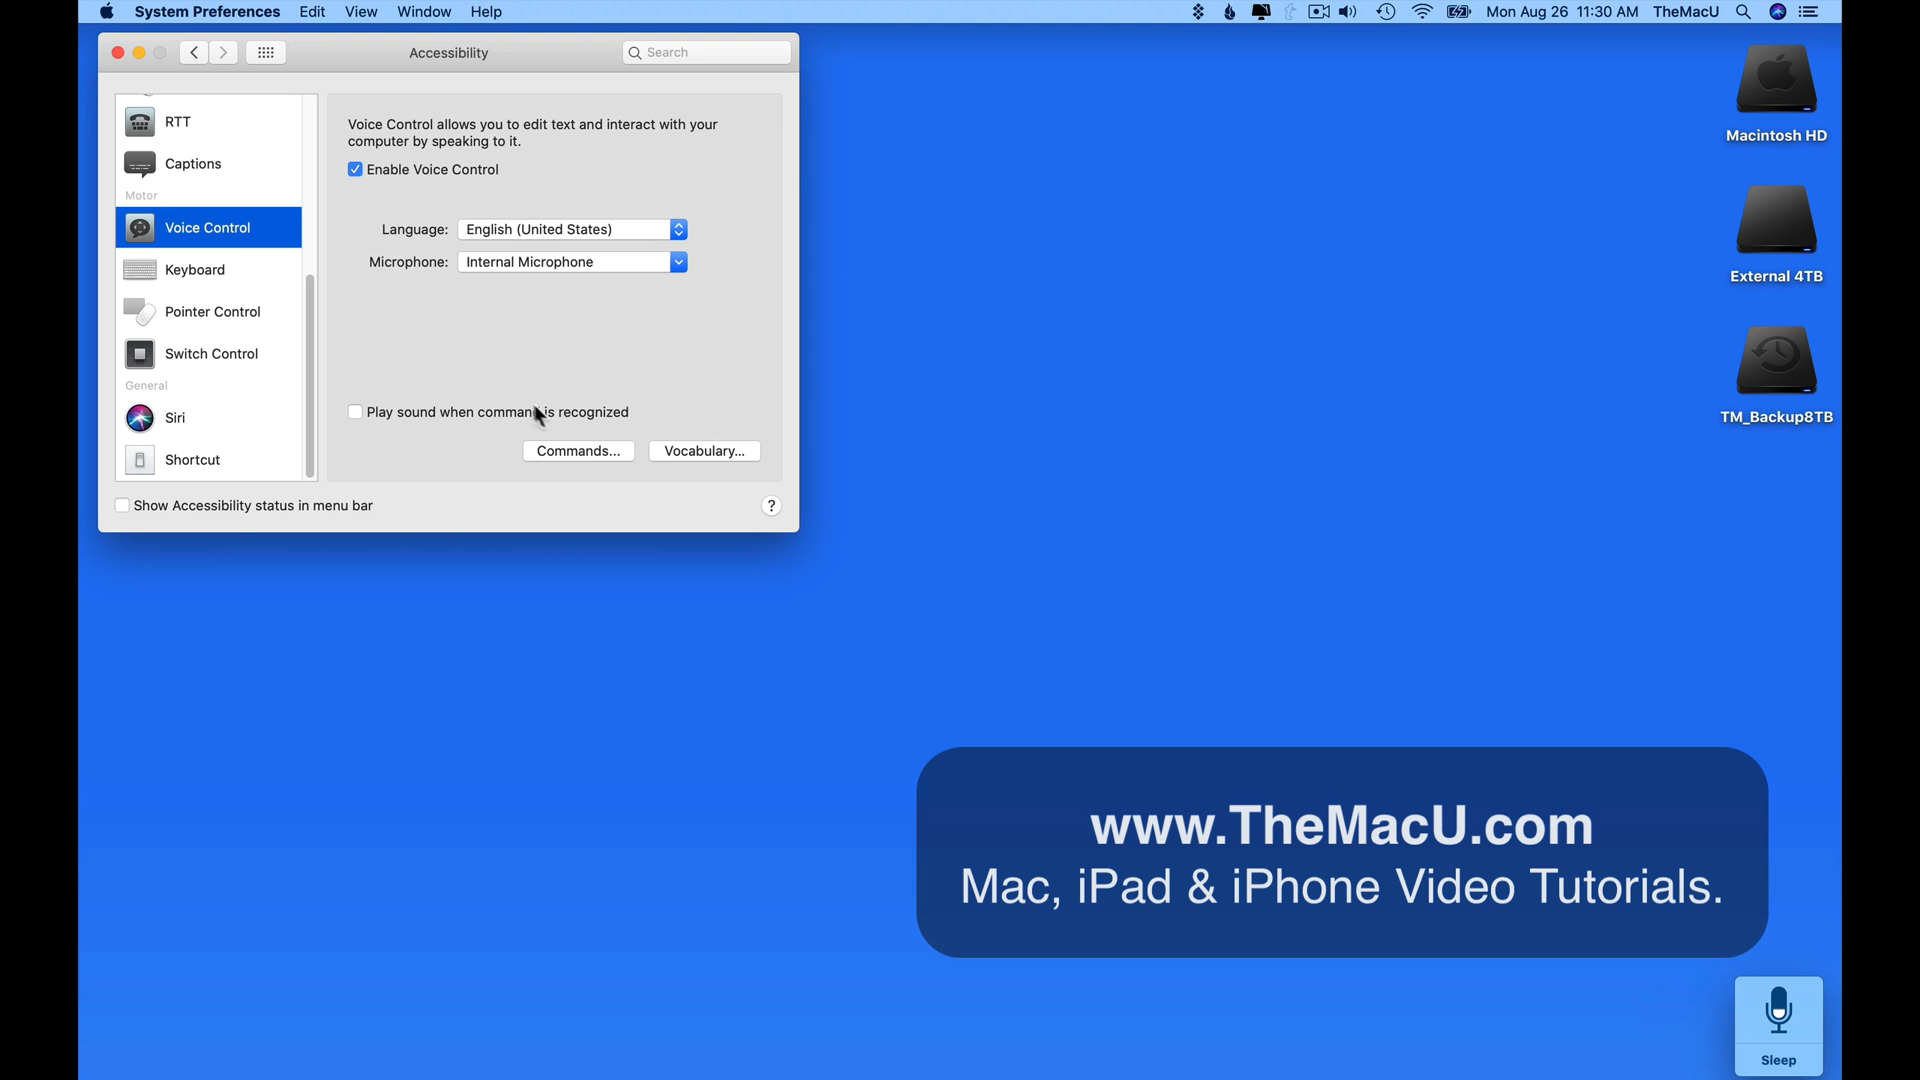 System Preferences Edit View Window Help
Mon Aug 26 11:30 AM TheMacU
Accessibility
Search
RTT
Captions
Motor
Voice Control
Keyboard
Pointer Control
Switch Control
General
Siri
Shortcut
Voice Control allows you to edit text and interact with your
computer by speaking to it.
Enable Voice Control
Language: English (United States)
Microphone: Internal Microphone
Play sound when command is recognized
Commands... Vocabulary...
Show Accessibility status in menu bar
?
Macintosh HD
External 4TB
TM_Backup8TB
www.TheMacU.com
Mac, iPad & iPhone Video Tutorials.
Sleep